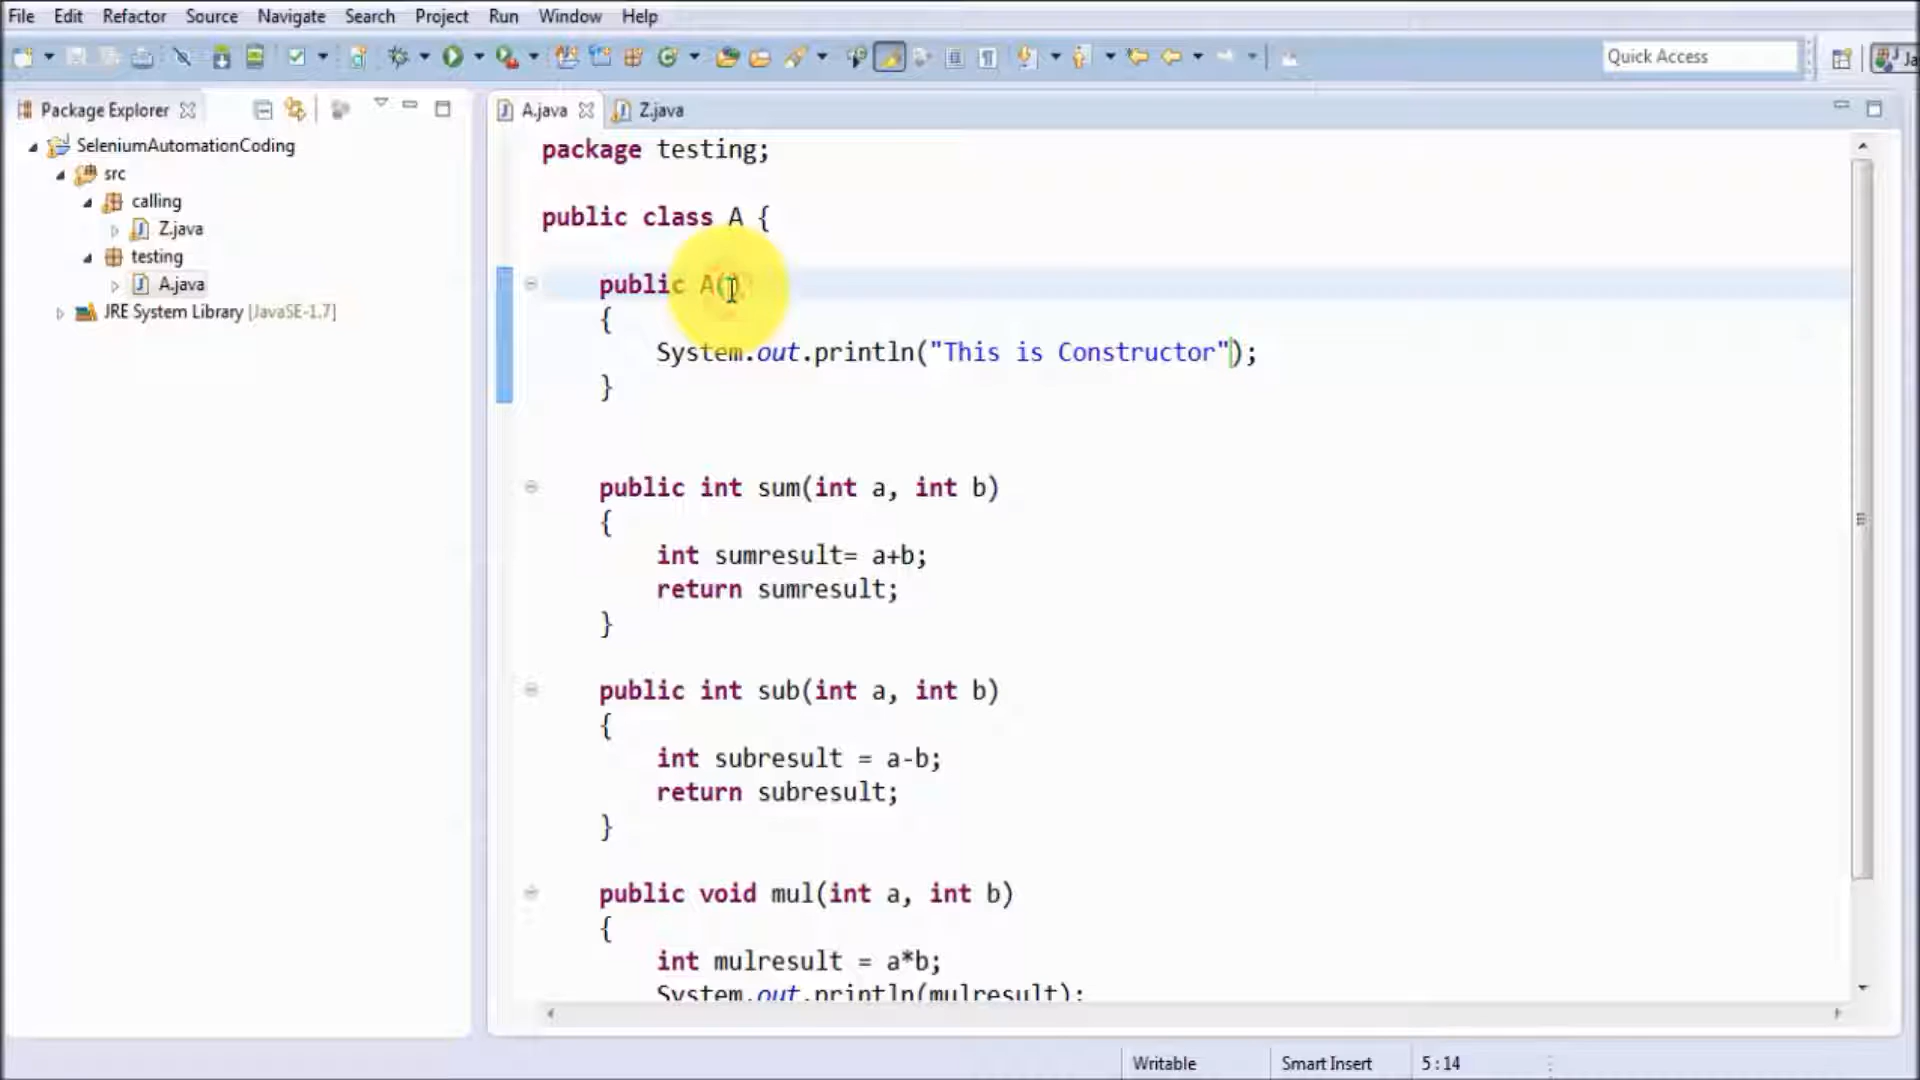 File Edit Refactor Source Navigate Search Project Run Window Help
Quick Access
Package Explorer
SeleniumAutomationCoding
src
calling
Z.java
testing
A.java
JRE System Library [JavaSE-1.7]
A.java Z.java
package testing;
public class A {
public A()
{
System.out.println("This is Constructor");
}
public int sum(int a, int b)
{
int sumresult= a+b;
return sumresult;
}
public int sub(int a, int b)
{
int subresult = a-b;
return subresult;
}
public void mul(int a, int b)
{
int mulresult = a*b;
System.out.println(mulresult);
Writable Smart Insert 5 : 14